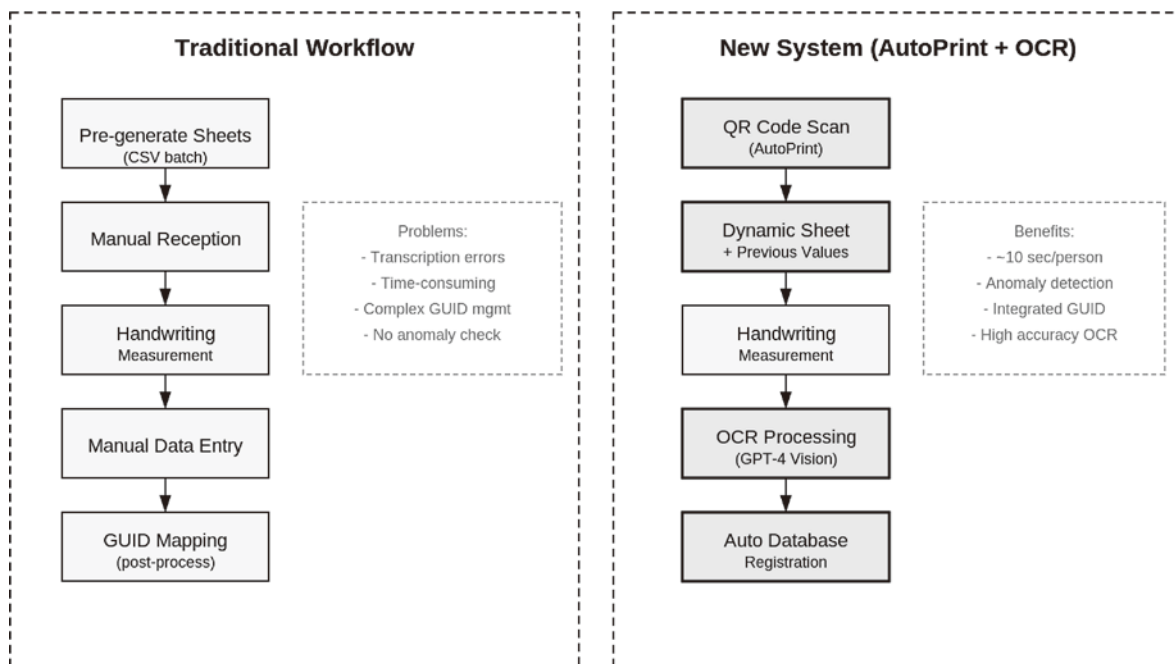 Traditional Workflow
Pre-generate Sheets
(CSV batch)
Manual Reception
Handwriting
Measurement
Manual Data Entry
GUID Mapping
(post-process)
Problems:
- Transcription errors
- Time-consuming
- Complex GUID mgmt
- No anomaly check
New System (AutoPrint + OCR)
QR Code Scan
(AutoPrint)
Dynamic Sheet
+ Previous Values
Handwriting
Measurement
OCR Processing
(GPT-4 Vision)
Auto Database
Registration
Benefits:
- ~10 sec/person
- Anomaly detection
- Integrated GUID
- High accuracy OCR